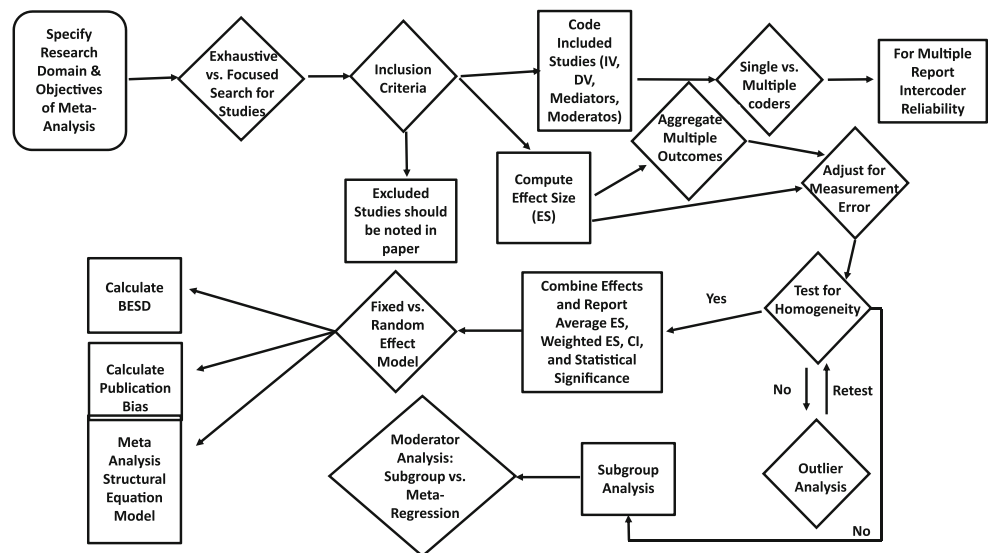 Specify
Research
Domain &
Objectives
of Meta-
Analysis
Exhaustive
vs. Focused
Search for
Studies
Inclusion
Criteria
Code
Included
Studies (IV,
DV,
Mediators,
Moderatos)
Single vs.
Multiple
coders
For Multiple
Report
Intercoder
Reliability
Excluded
Studies should
be noted in
paper
Compute
Effect Size
(ES)
Aggregate
Multiple
Outcomes
Adjust for
Measurement
Error
Test for
Homogeneity
Yes
No
Retest
Outlier
Analysis
No
Combine Effects
and Report
Average ES,
Weighted ES, CI,
and Statistical
Significance
Fixed vs.
Random
Effect
Model
Calculate
BESD
Calculate
Publication
Bias
Meta
Analysis
Structural
Equation
Model
Subgroup
Analysis
Moderator
Analysis:
Subgroup vs.
Meta-
Regression